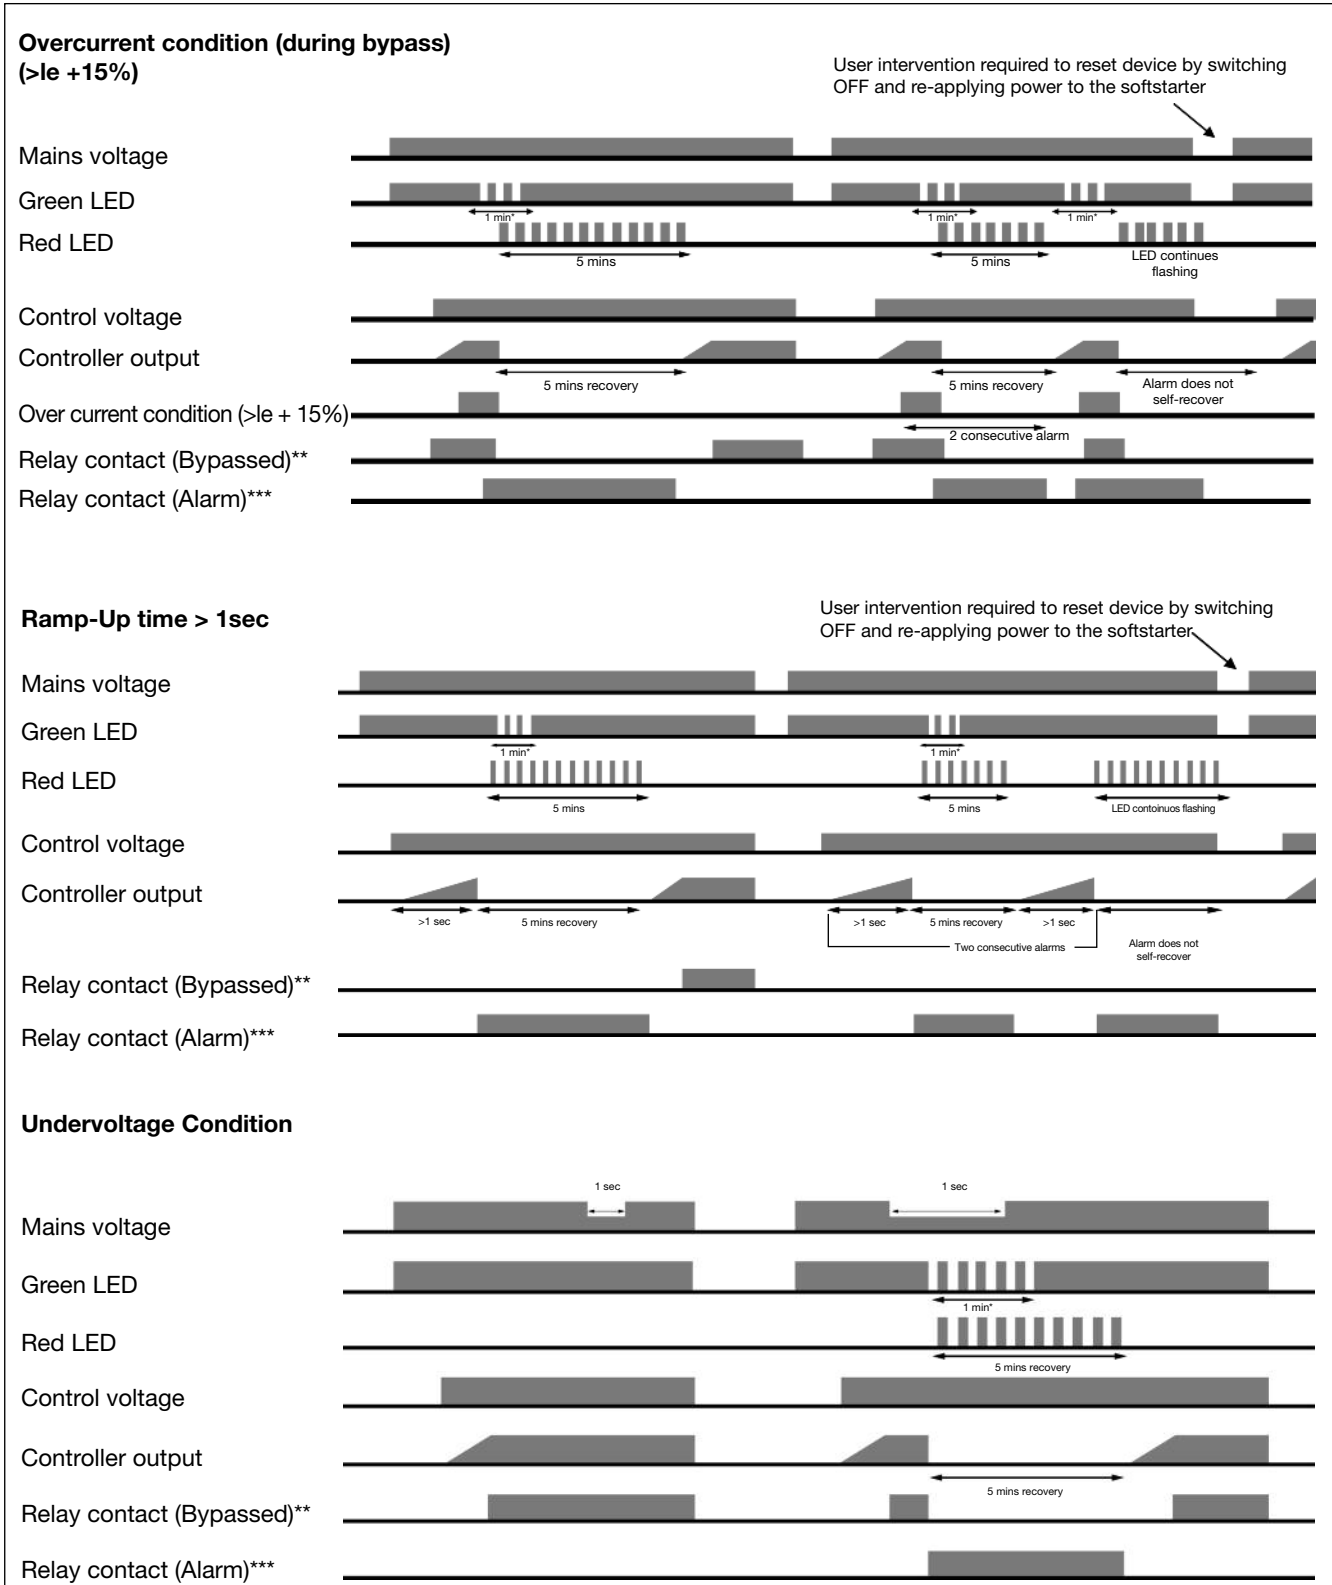 Overcurrent condition (during bypass)
(>Ie +15%)
User intervention required to reset device by switching
OFF and re-applying power to the softstarter
Mains voltage
Green LED
1 min*
1 min*
1 min*
Red LED
5 mins
5 mins
LED continues
flashing
Control voltage
Controller output
5 mins recovery
5 mins recovery
Alarm does not
self-recover
Over current condition (>Ie + 15%)
2 consecutive alarm
Relay contact (Bypassed)**
Relay contact (Alarm)***
Ramp-Up time > 1sec
User intervention required to reset device by switching
OFF and re-applying power to the softstarter
Mains voltage
Green LED
1 min*
1 min*
Red LED
5 mins
5 mins
LED contoinuos flashing
Control voltage
Controller output
>1 sec
5 mins recovery
>1 sec
5 mins recovery
>1 sec
Two consecutive alarms
Alarm does not
self-recover
Relay contact (Bypassed)**
Relay contact (Alarm)***
Undervoltage Condition
1 sec
1 sec
Mains voltage
Green LED
1 min*
Red LED
5 mins recovery
Control voltage
Controller output
5 mins recovery
Relay contact (Bypassed)**
Relay contact (Alarm)***